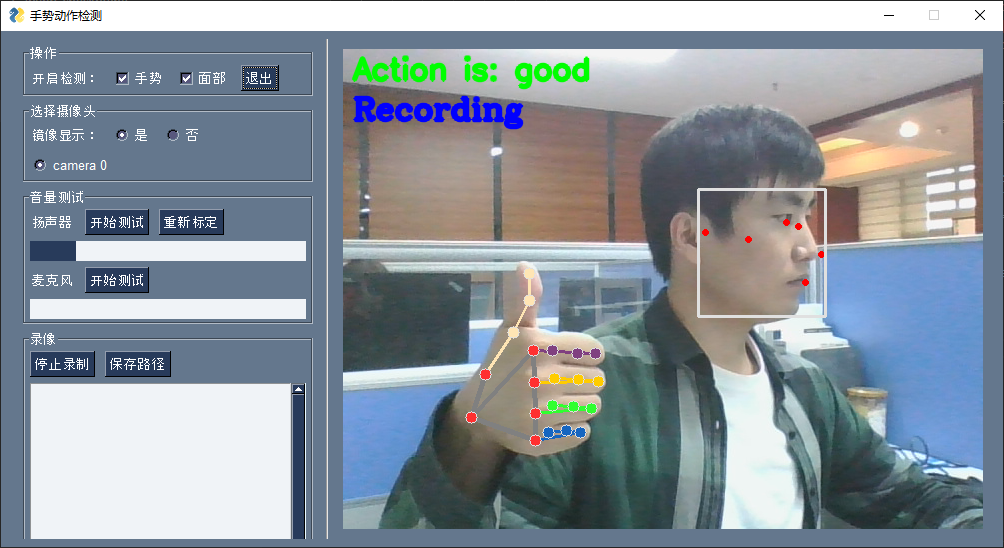 手势动作检测
操作
开启检测： 手势 面部 退出
选择摄像头
镜像显示： 是 否
camera 0
音量测试
扬声器 开始测试 重新标定
麦克风 开始测试
录像
停止录制 保存路径
Action is: good
Recording